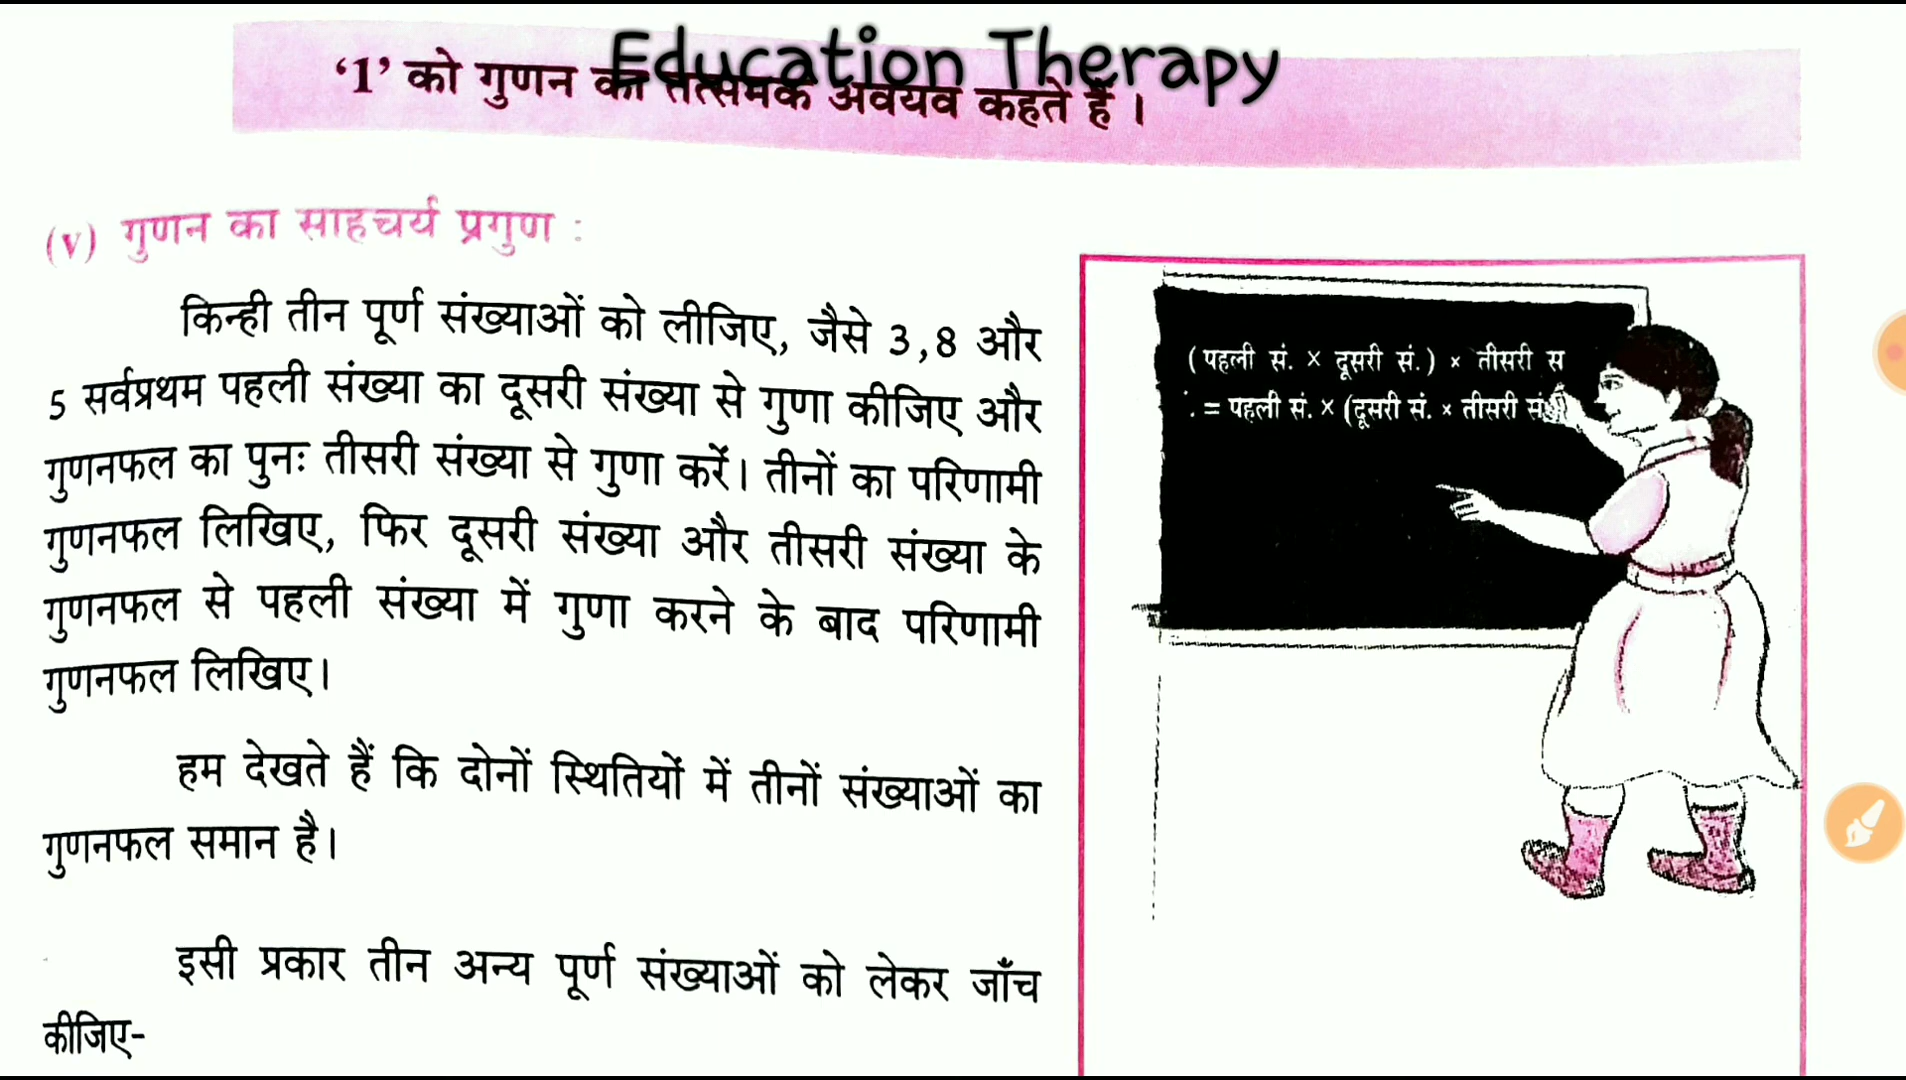 Education Therapy
‘1’ को गुणन का तत्समक अवयव कहते हैं ।
(v) गुणन का साहचर्य प्रगुण :
किन्ही तीन पूर्ण संख्याओं को लीजिए, जैसे 3,8 और
5 सर्वप्रथम पहली संख्या का दूसरी संख्या से गुणा कीजिए और
गुणनफल का पुनः तीसरी संख्या से गुणा करें। तीनों का परिणामी
गुणनफल लिखिए, फिर दूसरी संख्या और तीसरी संख्या के
गुणनफल से पहली संख्या में गुणा करने के बाद परिणामी
गुणनफल लिखिए।
हम देखते हैं कि दोनों स्थितियों में तीनों संख्याओं का
गुणनफल समान है।
इसी प्रकार तीन अन्य पूर्ण संख्याओं को लेकर जाँच
कीजिए-
(पहली सं. × दूसरी सं.) × तीसरी स
= पहली सं. × (दूसरी सं. × तीसरी सं